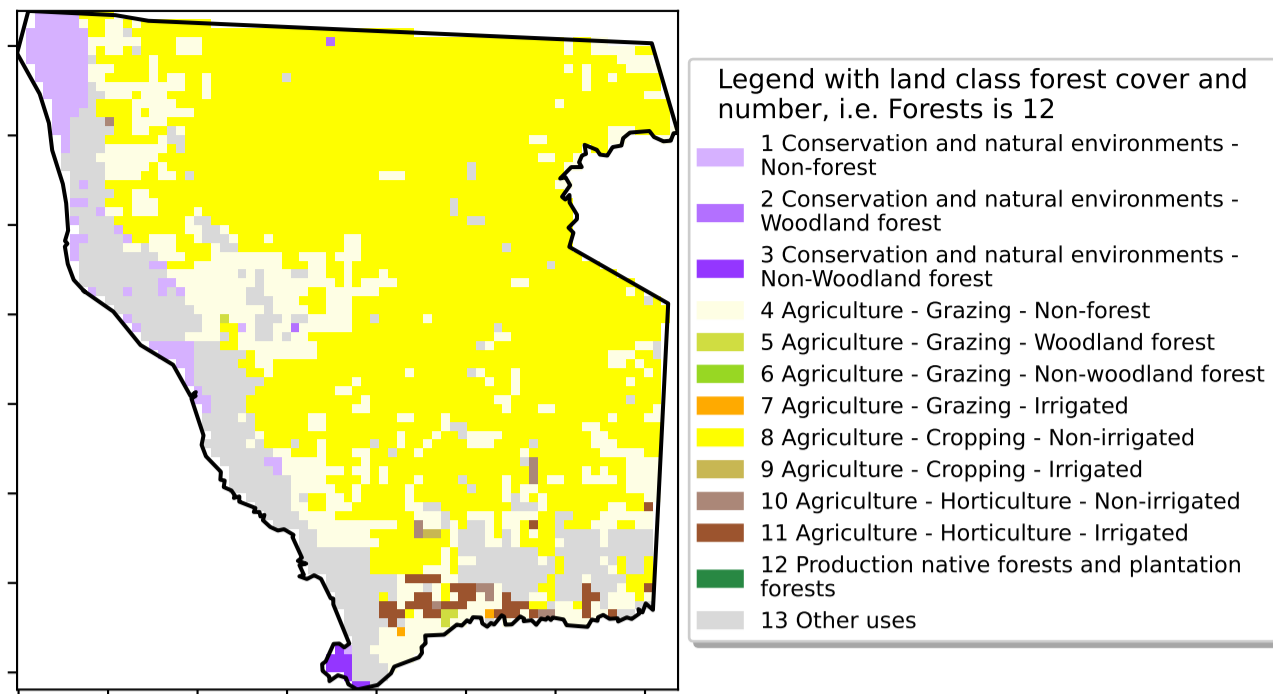 Legend with land class forest cover and
number, i.e. Forests is 12
1 Conservation and natural environments -
Non-forest
2 Conservation and natural environments -
Woodland forest
3 Conservation and natural environments -
Non-Woodland forest
4 Agriculture - Grazing - Non-forest
5 Agriculture - Grazing - Woodland forest
6 Agriculture - Grazing - Non-woodland forest
7 Agriculture - Grazing - Irrigated
8 Agriculture - Cropping - Non-irrigated
9 Agriculture - Cropping - Irrigated
10 Agriculture - Horticulture - Non-irrigated
11 Agriculture - Horticulture - Irrigated
12 Production native forests and plantation
forests
13 Other uses